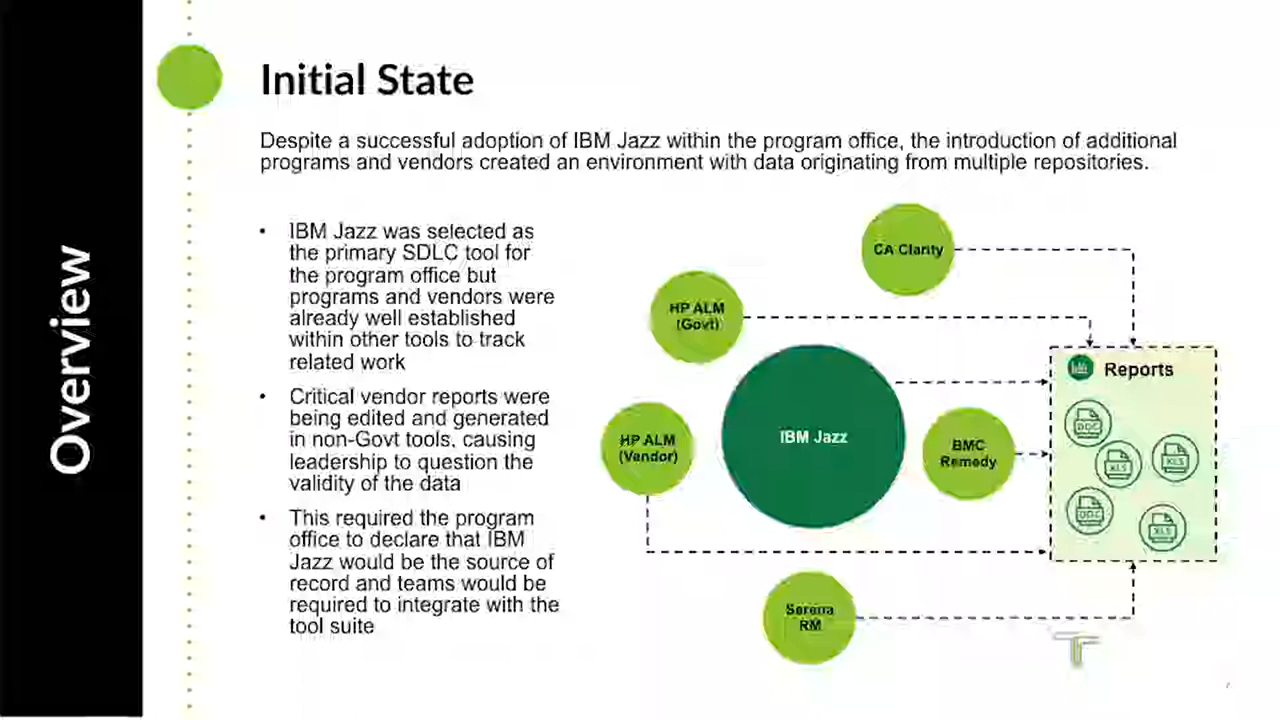 Overview
Initial State
Despite a successful adoption of IBM Jazz within the program office, the introduction of additional
programs and vendors created an environment with data originating from multiple repositories.
• IBM Jazz was selected as
the primary SDLC tool for
the program office but
programs and vendors were
already well established
within other tools to track
related work
• Critical vendor reports were
being edited and generated
in non-Govt tools, causing
leadership to question the
validity of the data
• This required the program
office to declare that IBM
Jazz would be the source of
record and teams would be
required to integrate with the
tool suite
CA Clarity
HP ALM
(Govt)
IBM Jazz
HP ALM
(Vendor)
BMC
Remedy
Serena
RM
Reports
DOC
XLS
XLS
DOC
XLS